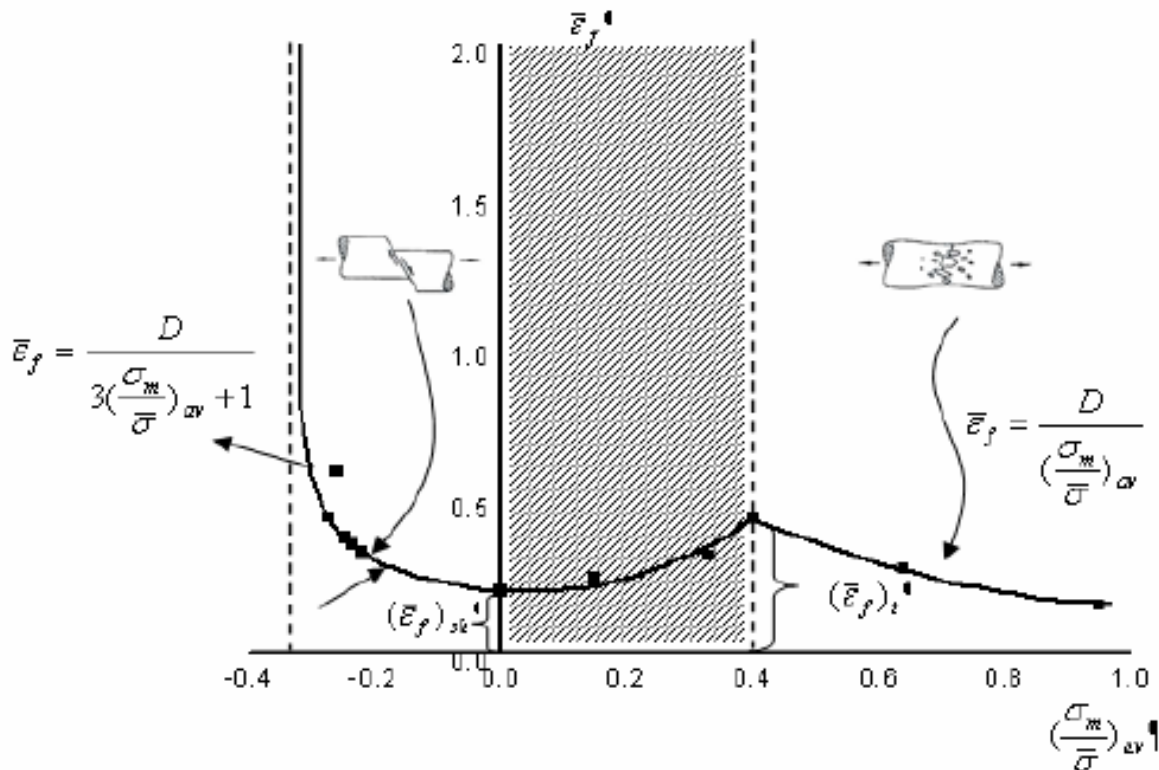 ε̄_f
2.0
1.5
1.0
0.5
0.0
ε̄_f = D / (3(σ_m/σ̄)_av + 1)
ε̄_f = D / (σ_m/σ̄)_av
(ε̄_f)_sh
(ε̄_f)_t
-0.4 -0.2 0.0 0.2 0.4 0.6 0.8 1.0
(σ_m/σ̄)_av